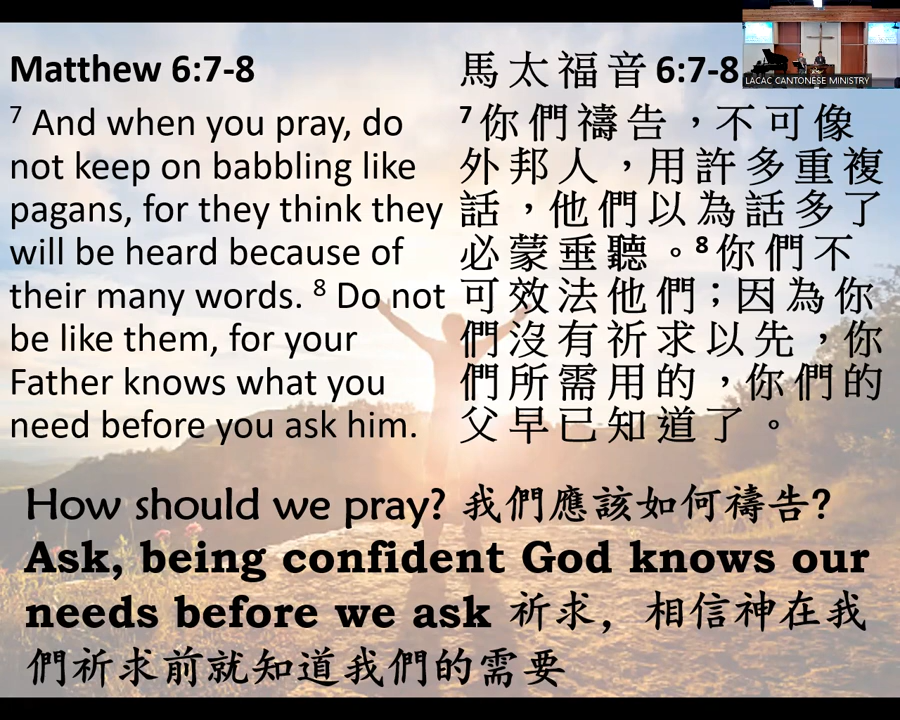 Matthew 6:7-8
7 And when you pray, do
not keep on babbling like
pagans, for they think they
will be heard because of
their many words. 8 Do not
be like them, for your
Father knows what you
need before you ask him.
馬太福音 6:7-8
7你們禱告，不可像
外邦人，用許多重複
話，他們以為話多了
必蒙垂聽。8你們不
可效法他們；因為你
們沒有祈求以先，你
們所需用的，你們的
父早已知道了。
LACAC CANTONESE MINISTRY
How should we pray? 我們應該如何禱告?
Ask, being confident God knows our
needs before we ask 祈求，相信神在我
們祈求前就知道我們的需要